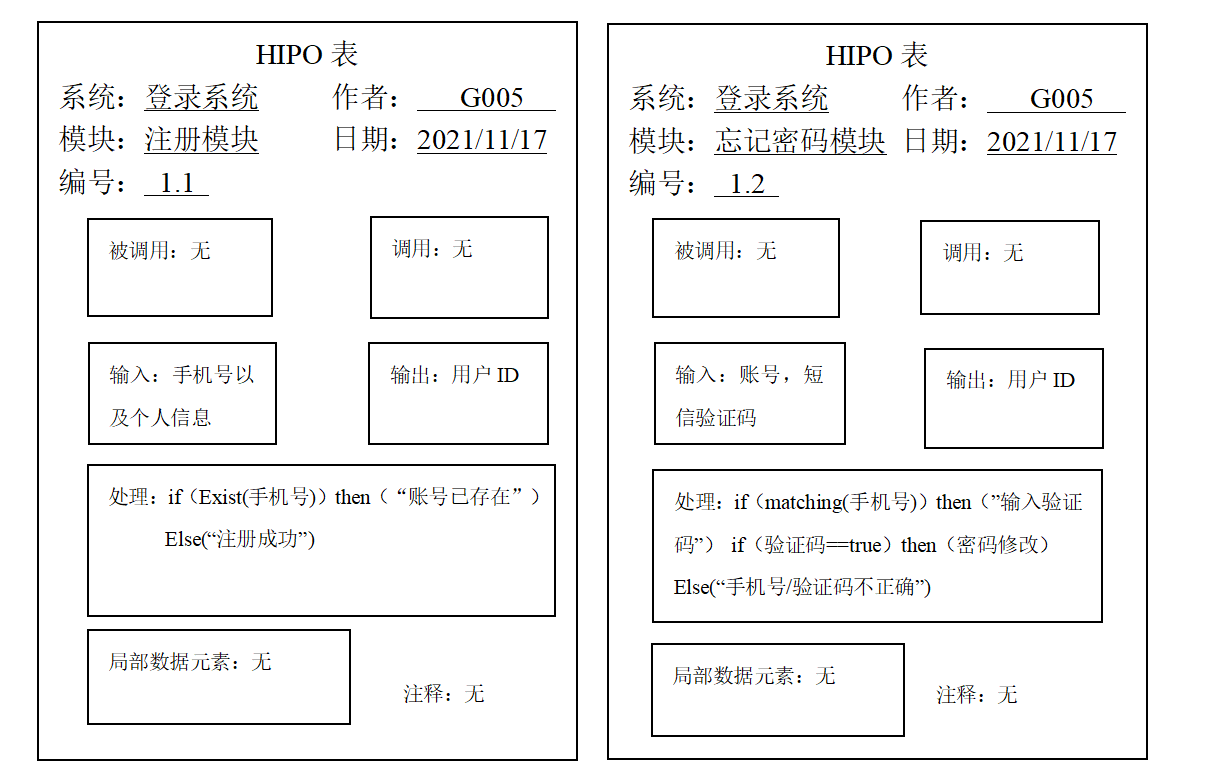 HIPO 表
系统：登录系统 作者： G005
模块：注册模块 日期：2021/11/17
编号： 1.1
被调用：无
调用：无
输入：手机号以
及个人信息
输出：用户 ID
处理：if（Exist(手机号)）then（“账号已存在”）
Else(“注册成功”)
局部数据元素：无
注释：无
HIPO 表
系统：登录系统 作者： G005
模块：忘记密码模块 日期：2021/11/17
编号： 1.2
被调用：无
调用：无
输入：账号，短
信验证码
输出：用户 ID
处理：if（matching(手机号)）then（”输入验证
码”） if（验证码==true）then（密码修改）
Else(“手机号/验证码不正确”)
局部数据元素：无
注释：无